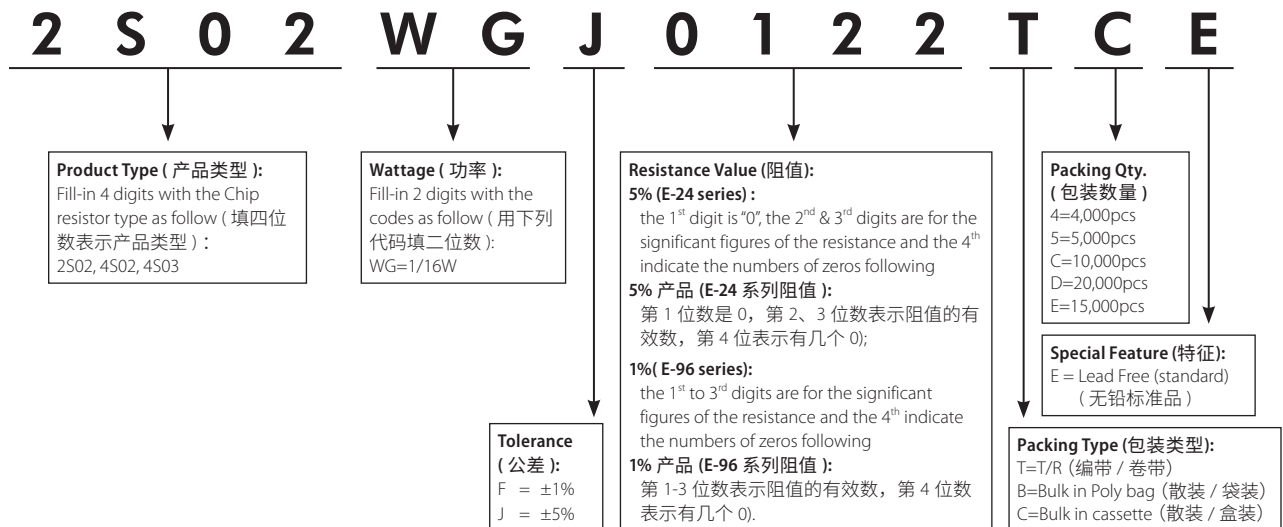 2 S 0 2 W G J 0 1 2 2 T C E
Product Type ( 产品类型 ):
Fill-in 4 digits with the Chip
resistor type as follow ( 填四位
数表示产品类型 ) ：
2S02, 4S02, 4S03
Wattage ( 功率 ):
Fill-in 2 digits with the
codes as follow ( 用下列
代码填二位数 ):
WG=1/16W
Tolerance
( 公差 ):
F = ±1%
J = ±5%
Resistance Value (阻值):
5% (E-24 series) :
the 1st digit is “0”, the 2nd & 3rd digits are for the
significant figures of the resistance and the 4th
indicate the numbers of zeros following
5% 产品 (E-24 系列阻值 ):
第 1 位数是 0，第 2、3 位数表示阻值的有
效数，第 4 位表示有几个 0);
1%( E-96 series):
the 1st to 3rd digits are for the significant
figures of the resistance and the 4th indicate
the numbers of zeros following
1% 产品 (E-96 系列阻值 ):
第 1-3 位数表示阻值的有效数，第 4 位数
表示有几个 0).
Packing Qty.
( 包装数量 )
4=4,000pcs
5=5,000pcs
C=10,000pcs
D=20,000pcs
E=15,000pcs
Special Feature (特征):
E = Lead Free (standard)
( 无铅标准品 )
Packing Type (包装类型):
T=T/R（编带 / 卷带）
B=Bulk in Poly bag（散装 / 袋装）
C=Bulk in cassette（散装 / 盒装）